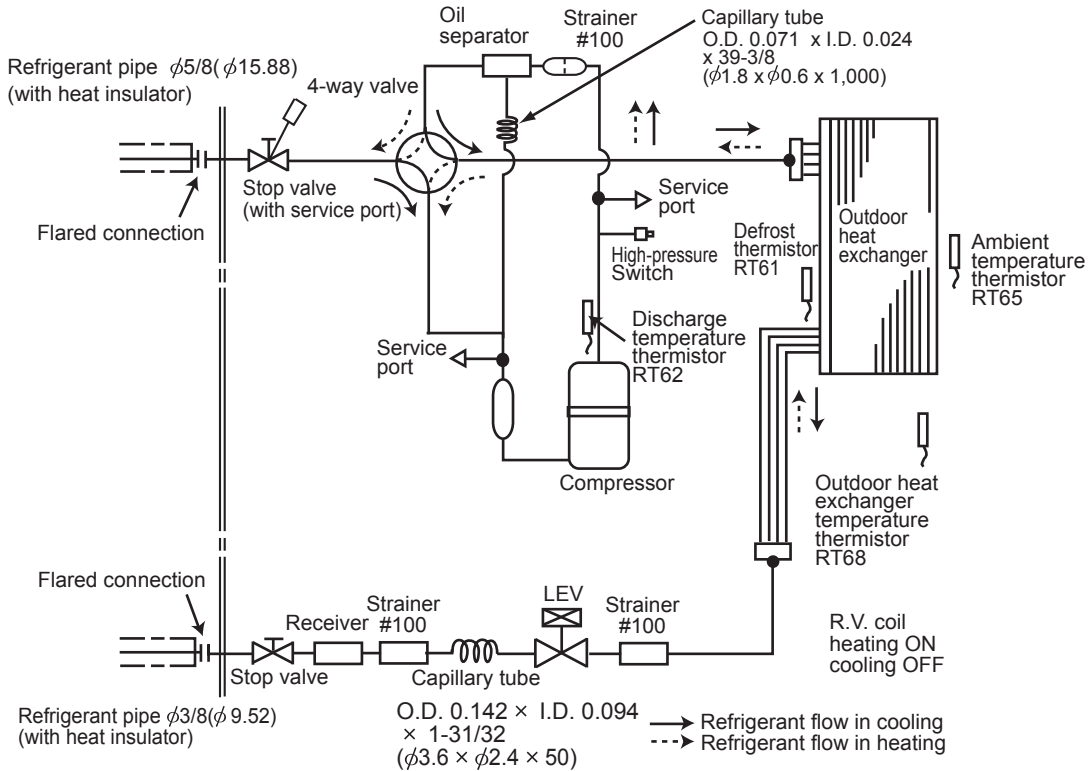 Oil
separator
Strainer
#100
Capillary tube
O.D. 0.071 x I.D. 0.024
x 39-3/8
(ϕ1.8 xϕ0.6 x 1,000)
Refrigerant pipe ϕ5/8(ϕ15.88)
(with heat insulator)
4-way valve
Stop valve
(with service port)
Flared connection
Service
port
High-pressure
Switch
Defrost
thermistor
RT61
Outdoor
heat
exchanger
Ambient
temperature
thermistor
RT65
Discharge
temperature
thermistor
RT62
Service
port
Compressor
Outdoor heat
exchanger
temperature
thermistor
RT68
Flared connection
Receiver
Strainer
#100
LEV
Strainer
#100
R.V. coil
heating ON
cooling OFF
Stop valve
Capillary tube
O.D. 0.142 × I.D. 0.094
× 1-31/32
(ϕ3.6 × ϕ2.4 × 50)
Refrigerant pipe ϕ3/8(ϕ9.52)
(with heat insulator)
Refrigerant flow in cooling
Refrigerant flow in heating